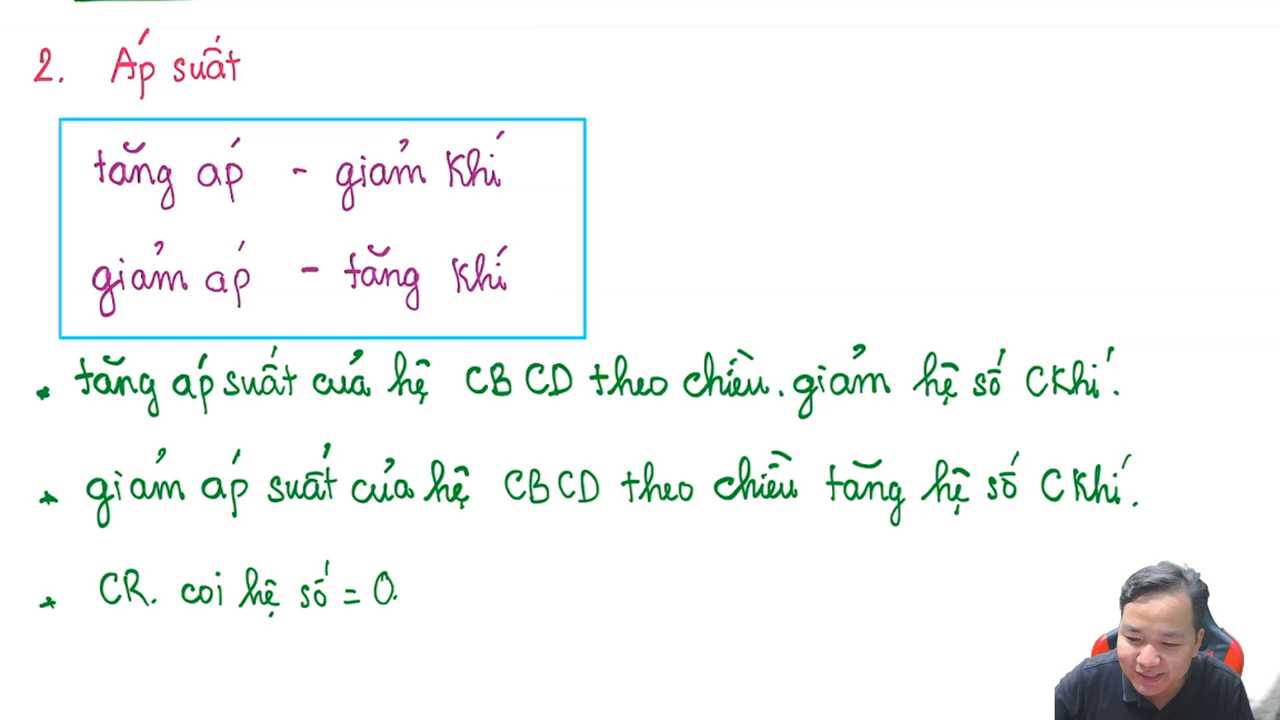 2. Áp suất
tăng áp - giảm khí
giảm áp - tăng khí
* tăng áp suất của hệ CBCD theo chiều. giảm hệ số Ckhí.
* giảm áp suất của hệ CBCD theo chiều tăng hệ số Ckhí.
* CR. coi hệ số = 0.